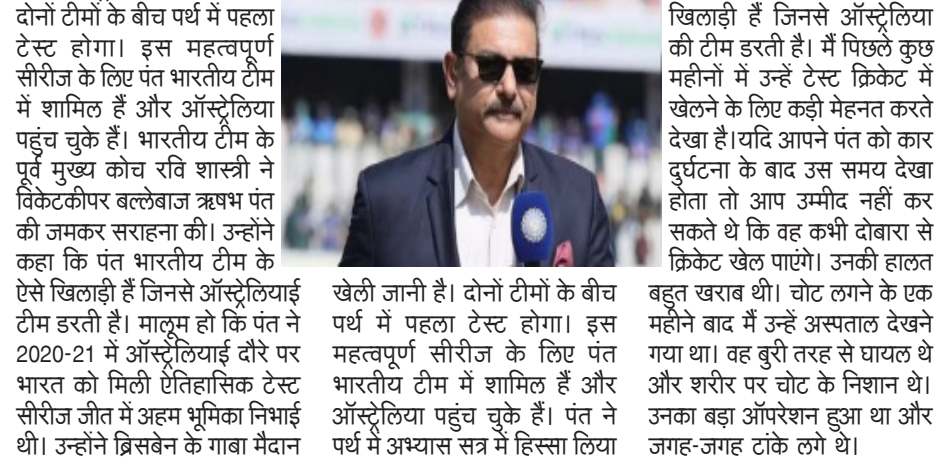 दोनों टीमों के बीच पर्थ में पहला
टेस्ट होगा। इस महत्वपूर्ण
सीरीज के लिए पंत भारतीय टीम
में शामिल हैं और ऑस्ट्रेलिया
पहुंच चुके हैं। भारतीय टीम के
पूर्व मुख्य कोच रवि शास्त्री ने
विकेटकीपर बल्लेबाज ऋषभ पंत
की जमकर सराहना की। उन्होंने
कहा कि पंत भारतीय टीम के
ऐसे खिलाड़ी हैं जिनसे ऑस्ट्रेलियाई
टीम डरती है। मालूम हो कि पंत ने
2020-21 में ऑस्ट्रेलियाई दौरे पर
भारत को मिली ऐतिहासिक टेस्ट
सीरीज जीत में अहम भूमिका निभाई
थी। उन्होंने ब्रिसबेन के गाबा मैदान
खेली जानी है। दोनों टीमों के बीच
पर्थ में पहला टेस्ट होगा। इस
महत्वपूर्ण सीरीज के लिए पंत
भारतीय टीम में शामिल हैं और
ऑस्ट्रेलिया पहुंच चुके हैं। पंत ने
पर्थ में अभ्यास सत्र में हिस्सा लिया
खिलाड़ी हैं जिनसे ऑस्ट्रेलिया
की टीम डरती है। मैं पिछले कुछ
महीनों में उन्हें टेस्ट क्रिकेट में
खेलने के लिए कड़ी मेहनत करते
देखा है।यदि आपने पंत को कार
दुर्घटना के बाद उस समय देखा
होता तो आप उम्मीद नहीं कर
सकते थे कि वह कभी दोबारा से
क्रिकेट खेल पाएंगे। उनकी हालत
बहुत खराब थी। चोट लगने के एक
महीने बाद मैं उन्हें अस्पताल देखने
गया था। वह बुरी तरह से घायल थे
और शरीर पर चोट के निशान थे।
उनका बड़ा ऑपरेशन हुआ था और
जगह-जगह टांके लगे थे।